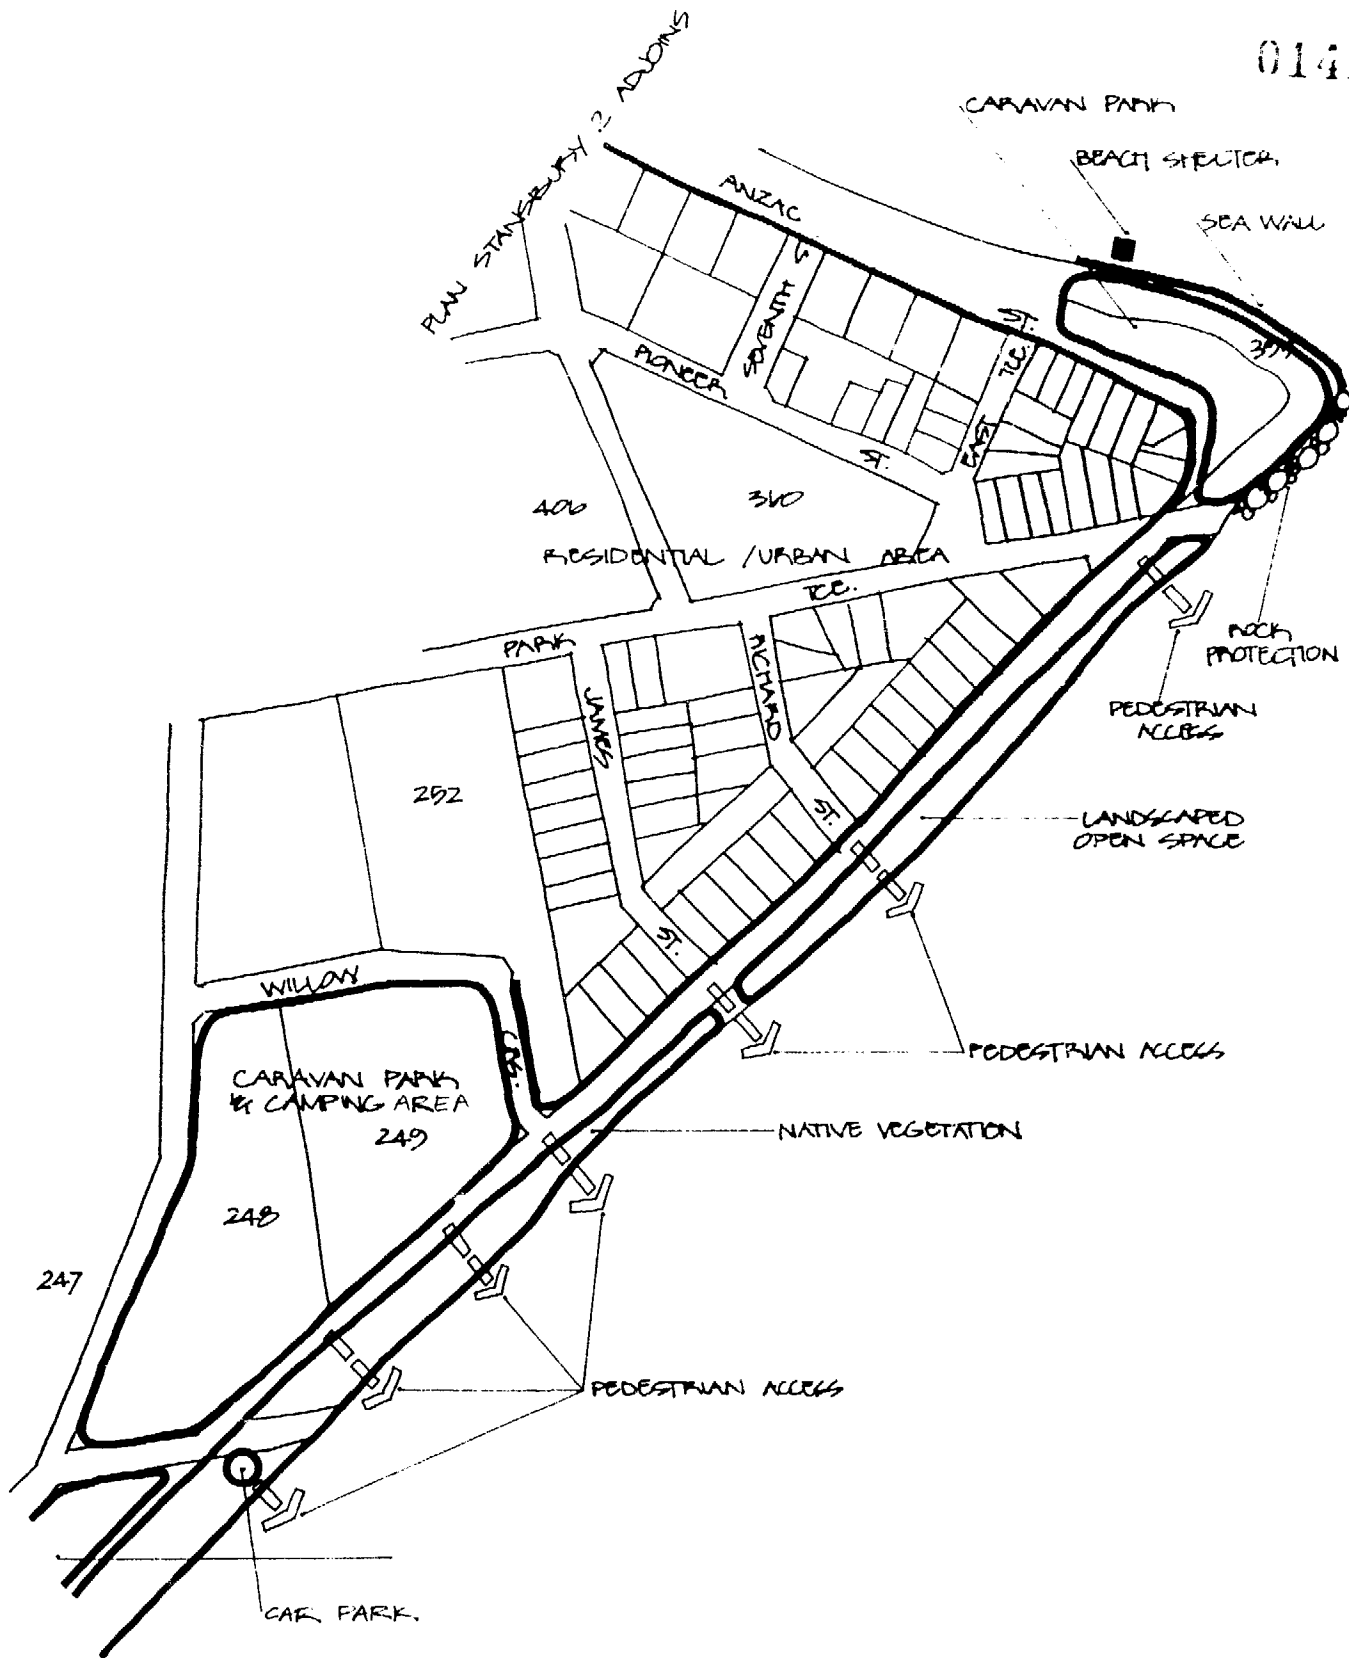 014
CARAVAN PARK
BEACH SHELTER
SEA WALL
PLAN STANSBURY 2 ADJOINS
ANZAC
ST.
SEVENTH
ST.
PIONEER
ST.
EAST
TCE.
406
360
RESIDENTIAL / URBAN AREA
PARK
TCE.
ROCK
PROTECTION
PEDESTRIAN
ACCESS
JAMES
ST.
RICHARD
ST.
252
LANDSCAPED
OPEN SPACE
WILLOW
PEDESTRIAN ACCESS
CARAVAN PARK
& CAMPING AREA
249
NATIVE VEGETATION
248
247
PEDESTRIAN ACCESS
CAR PARK.